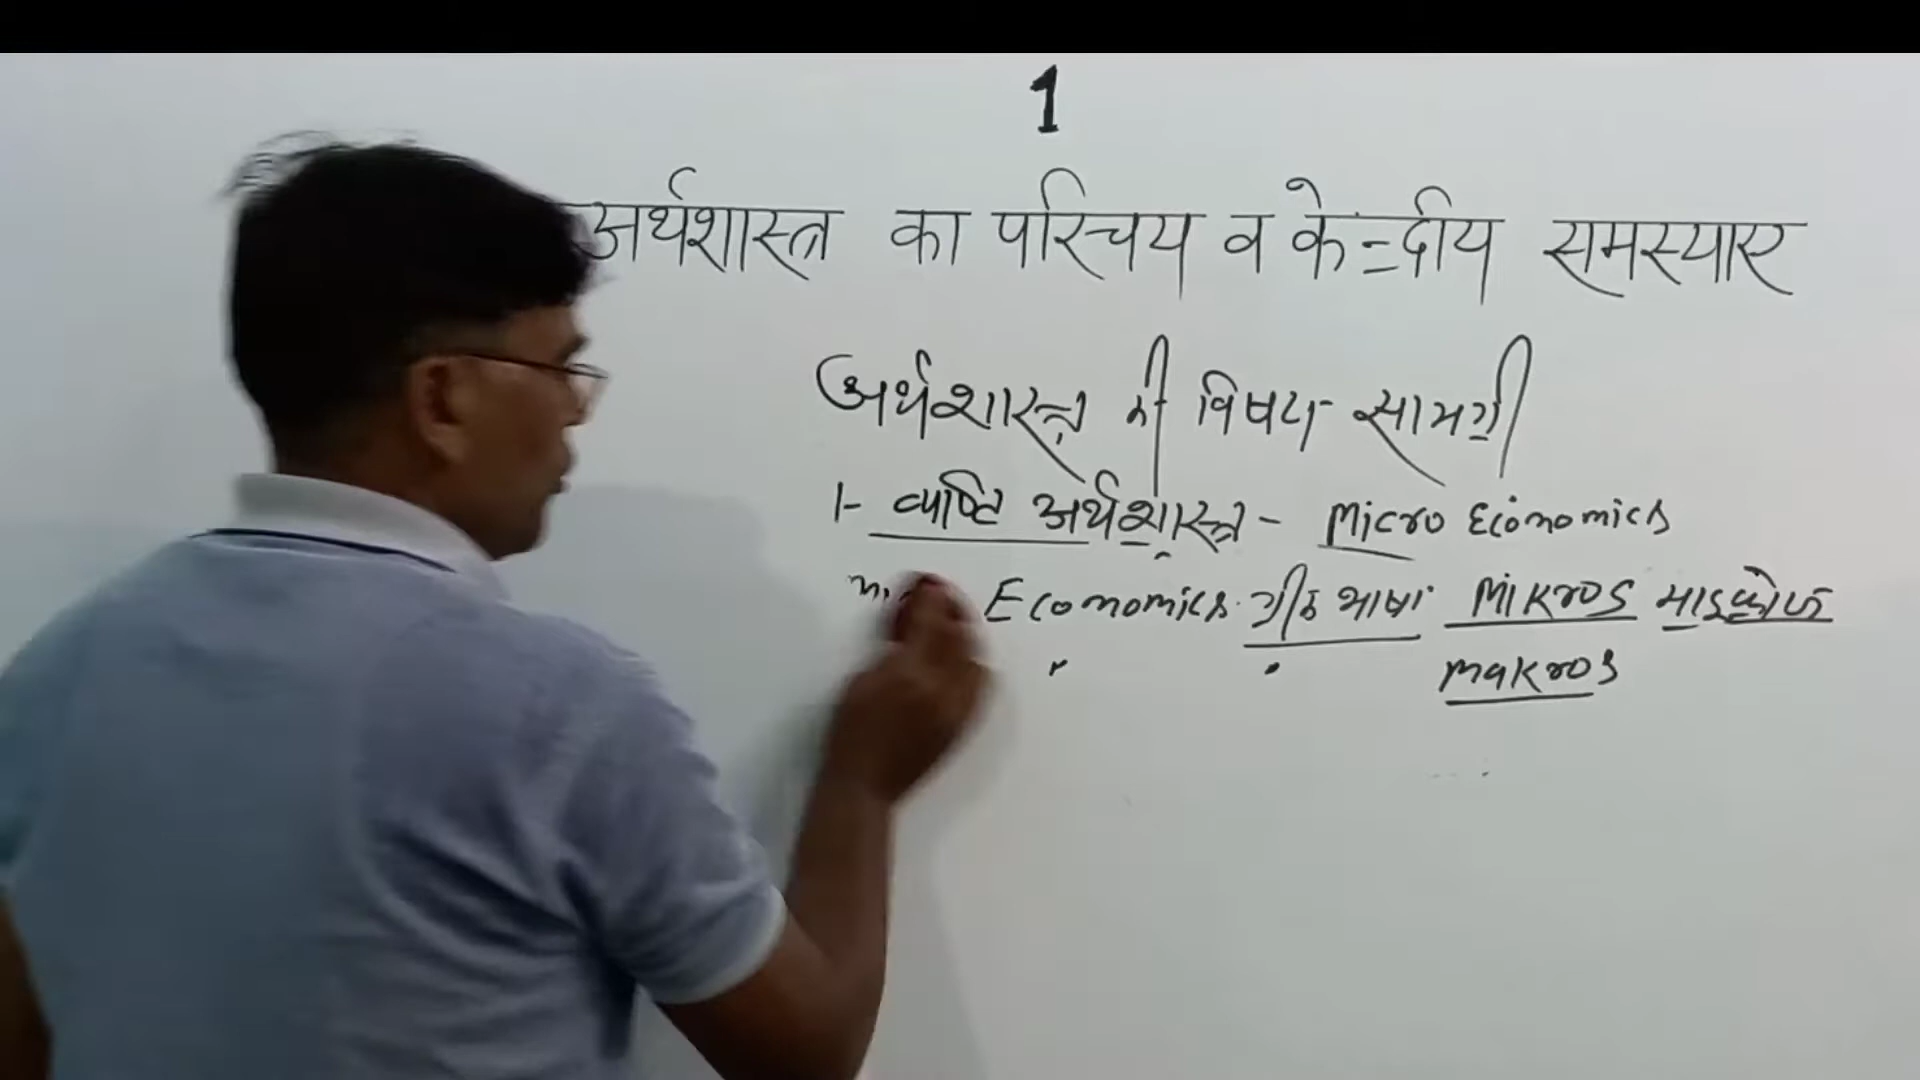 1
अर्थशास्त्र का परिचय व केन्द्रीय समस्याए
अर्थशास्त्र की विषय-सामग्री
1- व्यष्टि अर्थशास्त्र - Micro Economics
Economics ग्रीक भाषा MIKROS माइक्रोज
Makros